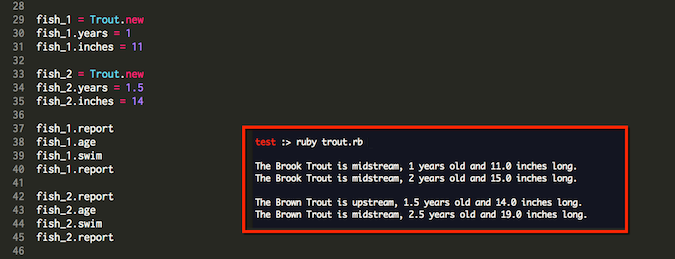 28
29 fish_1 = Trout.new
30 fish_1.years = 1
31 fish_1.inches = 11
32
33 fish_2 = Trout.new
34 fish_2.years = 1.5
35 fish_2.inches = 14
36
37 fish_1.report
38 fish_1.age
39 fish_1.swim
40 fish_1.report
41
42 fish_2.report
43 fish_2.age
44 fish_2.swim
45 fish_2.report
46
test :> ruby trout.rb
The Brook Trout is midstream, 1 years old and 11.0 inches long.
The Brook Trout is midstream, 2 years old and 15.0 inches long.
The Brown Trout is upstream, 1.5 years old and 14.0 inches long.
The Brown Trout is midstream, 2.5 years old and 19.0 inches long.